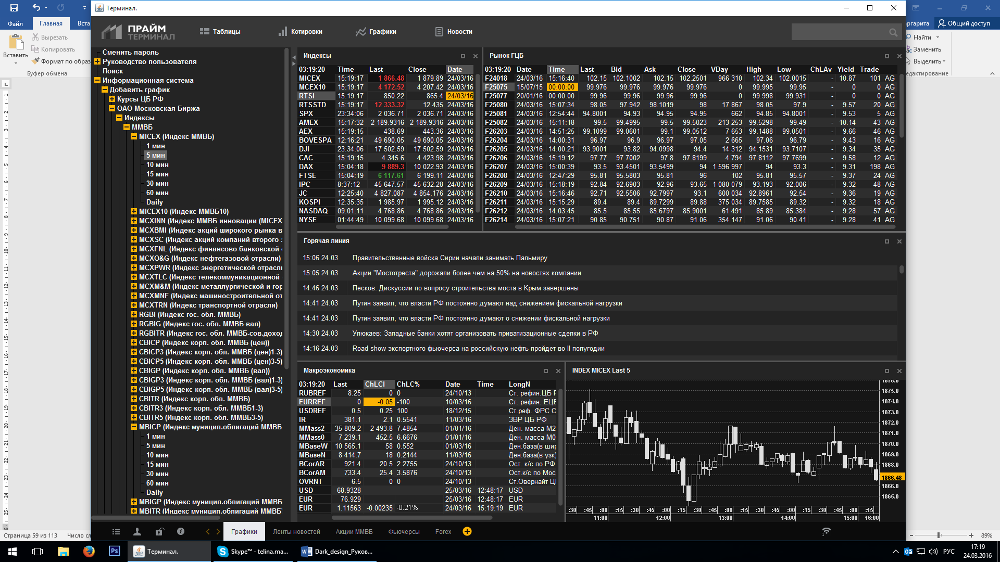 Терминал.
Файл
Главная
Вста
Вырезать
Копировать
Вставить
Формат по образ
Буфер обмена
ПРАЙМ
ТЕРМИНАЛ
Таблицы
Котировки
Графики
Новости
ргарита
Общий доступ
Найти
Заменить
Выделить
едактирование
Сменить пароль
Руководство пользователя
Поиск
Информационная система
Добавить график
Курсы ЦБ РФ
ОАО Московская Биржа
Индексы
ММВБ
MICEX (Индекс ММВБ)
1 мин
5 мин
10 мин
15 мин
30 мин
60 мин
Daily
MICEX10 (Индекс ММВБ10)
MCXINN (Индекс ММВБ инновации (MICEX
MCXBMI (Индекс акций широкого рынка в
MCXSC (Индекс акций компаний второго э
MCXFNL (Индекс финансово-банковской
MCXO&G (Индекс нефтегазовой отрасли)
MCXPWR (Индекс энергетической отрасли
MCXTLC (Индекс телекоммуникационной
MCXM&M (Индекс металлургической и гор
MCXMNF (Индекс машиностроительной от
MCXTRN (Индекс транспортной отрасли)
RGBI (Индекс гос. обл. ММВБ)
RGBIG (Индекс гос. обл. ММВБ-вал)
RGBITR (Индекс гос. обл. ММВБ-сов.доход
CBICP (Индекс корп. обл. ММВБ (цен))
CBICP3 (Индекс корп. обл. ММВБ (цен)1-3)
CBICP5 (Индекс корп. обл. ММВБ (цен)3-5)
CBIGP (Индекс корп. обл. ММВБ (вал))
CBIGP3 (Индекс корп. обл. ММВБ (вал)1-3)
CBIGP5 (Индекс корп. обл. ММВБ (вал)3-5)
CBITR (Индекс корп. обл. ММВБ)
CBITR3 (Индекс корп. обл. ММВБ1-3)
CBITR5 (Индекс корп. обл. ММВБ3-5)
MBICP (Индекс муницип.облигаций ММВБ
1 мин
5 мин
10 мин
15 мин
30 мин
60 мин
Daily
MBIGP (Индекс муницип.облигаций ММВБ
MBITR (Индекс муницип.облигаций ММВБ
Индексы
03:19:20 Time Last Close Date
MICEX 15:19:17 1 866.48 1 879.89 24/03/16
MCEX10 15:19:17 4 172.52 4 207.42 24/03/16
RTSI 15:19:17 850.22 865.4 24/03/16
RTSSTD 15:19:17 12 333.32 12 435 24/03/16
SPX 23:34:06 2 036.71 2 036.71 24/03/16
AMEX 15:17:32 2 189.9316 2 189.9316 24/03/16
AEX 15:19:15 438.69 443.36 24/03/16
BOVESPA 12:16:21 49 690.05 49 690.05 24/03/16
DJI 23:34:06 17 502.59 17 502.59 24/03/16
CAC 15:19:15 4 345.6 4 423.98 24/03/16
DAX 15:04:18 9 889.3 10 022.93 24/03/16
FTSE 15:04:19 6 117.61 6 199.11 24/03/16
IPC 8:37:12 45 647.57 45 632.28 24/03/16
JC 12:25:40 4 827.087 4 854.176 24/03/16
KOSPI 12:35:35 1 985.97 1 995.12 24/03/16
NASDAQ 09:01:11 4 768.86 4 768.86 24/03/16
NYSE 01:44:49 10 099.68 10 099.68 24/03/16
Рынок ГЦБ
03:19:20 Date Time Last Bid Ask Close VDay High Low ChLAv Yield Trade
F24018 24/03/16 15:16:40 102.15 102.1002 102.15 102.2501 966 310 102.34 102.0015 - 10.87 101 AG
F25075 15/07/15 00:00:00 99.976 99.976 99.976 99.976 0 99.995 99.95 - 0 0 AG
F25077 20/01/16 00:00:00 99.96 99.96 99.96 99.96 0 99.998 99.931 - 0 0 AG
F25080 24/03/16 15:07:34 98.05 97.942 98.1019 98 17 867 98.05 97.9 - 9.57 20 AG
F25081 24/03/16 12:54:44 94.8001 94.93 94.95 94.95 662 94.85 94.8001 - 9.53 5 AG
F25082 24/03/16 15:11:18 99.5 99.4995 99.5 99.5023 213 253 99.5298 99.49 - 10.14 43 AG
F26203 24/03/16 14:51:25 99.1099 99.0601 99.1 99.0512 7 653 99.1488 99.0501 - 9.66 46 AG
F26204 24/03/16 14:00:31 96.97 96.9 96.97 97.05 2 665 97.06 96.79 - 9.43 16 AG
F26205 24/03/16 14:00:21 93.9001 93.82 94.0998 94.4 14 312 94.1531 93.7107 - 9.34 35 AG
F26206 24/03/16 15:19:12 97.77 97.7002 97.8 97.8199 4 794 97.8112 97.7699 - 9.58 12 AG
F26207 24/03/16 15:00:39 93.5 93.4501 93.5499 94 1 596 997 94 93.3 - 9.31 198 AG
F26208 24/03/16 12:47:29 95.81 95.5803 95.81 96 102 95.81 95.57 - 9.37 24 AG
F26209 24/03/16 15:18:19 92.84 92.6903 92.96 93.65 1 080 079 93.193 92.006 - 9.32 48 AG
F26210 24/03/16 15:16:46 92.71 92.5506 92.7997 93.1 600 034 92.8961 92.54 - 9.36 19 AG
F26211 24/03/16 15:15:29 89.4 89.4 89.7299 89.88 375 034 89.7585 89.32 - 9.32 18 AG
F26212 24/03/16 14:03:45 85.5 85.55 85.6797 85.9001 61 491 85.89 85.384 - 9.28 57 AG
F26214 24/03/16 15:07:21 90.85 90.751 90.87 91.06 354 147 91.06 90.41 - 9.28 41 AG
Горячая линия
15:06 24.03 Правительственные войска Сирии начали занимать Пальмиру
15:05 24.03 Акции "Мостотреста" дорожали более чем на 50% на новостях компании
14:46 24.03 Песков: Дискуссии по вопросу строительства моста в Крым завершены
14:41 24.03 Путин заявил, что власти РФ постоянно думают над снижением фискальной нагрузки
14:41 24.03 Путин заявил, что власти РФ постоянно думают о снижении фискальной нагрузки
14:30 24.03 Улюкаев: Западные банки хотят организовать приватизационные сделки в РФ
14:16 24.03 Road show экспортного фьючерса на российскую нефть пройдет во II полугодии
Макроэкономика
03:19:20 Last ChLCl ChLC% Date Time LongN
RUBREF 8.25 0 0 24/10/13 Ст. рефин.ЦБ Р
EURREF 0 -0.05 -100 10/03/16 Ст. рефин. ЕЦБ
USDREF 0.5 0.25 100 18/12/15 Ст.реф. ФРС С
IR 381.1 2.1 0.5541 11/03/16 ЗВР ЦБ РФ
MMass2 35 809.2 2 493.8 7.4854 01/01/16 Ден. масса М2
MMass0 7 239.1 452.5 6.6676 01/01/16 Ден. масса М0
MBaseW 10 565.1 58 0.552 01/03/16 Ден.база(в шир
MBaseN 8 414.7 18 0.2144 11/03/16 Ден.база(в узк)
BCorAR 921.4 20.5 2.2755 24/10/13 Ост. к/с по РФ
BCorAM 733.4 25.4 3.5876 24/10/13 Ост.к/с по Мос
OVRNT 6.5 0 0 24/10/13 Ст.Овернайт Ц
USD 68.9328 25/03/16 12:48:17 USD
EUR 76.929 25/03/16 12:48:17 EUR
EUR 1.11563 -0.00235 -0.21% 24/03/16 15:19:19 EUR
INDEX MICEX Last 5
1876.0
1875.0
1874.0
1873.0
1872.0
1871.0
1870.0
1869.0
1868.0
1866.48
1866.0
1865.0
:30 :45 :15 :30 :45 :15 :30 :45 :15 :30 :45 :15 :30 :45 :15
11:00 12:00 13:00 14:00 15:00 16:00
Графики
Ленты новостей
Акции ММВБ
Фьючерсы
Forex
Страница 59 из 113
Число сл
89%
Терминал.
Skype™ - telina.ma...
Dark_design_Руков...
РУС
17:19
24.03.2016